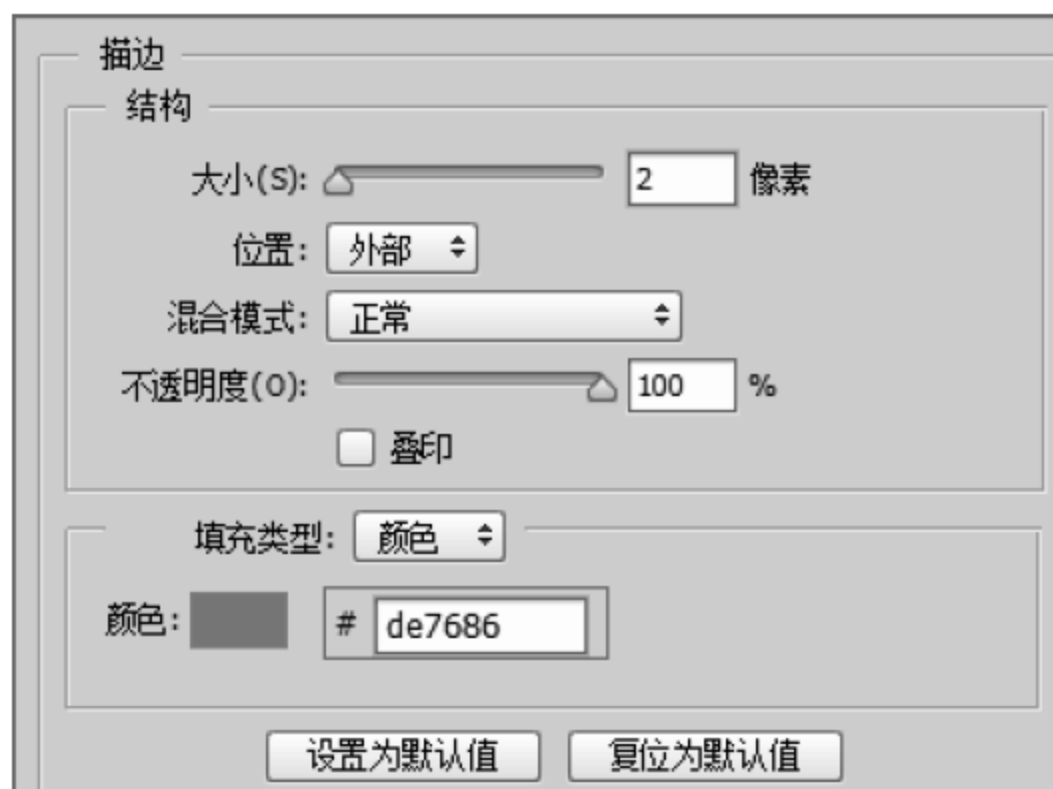 描边
结构
大小(S): 2 像素
位置: 外部
混合模式: 正常
不透明度(O): 100 %
叠印
填充类型: 颜色
颜色: # de7686
设置为默认值 复位为默认值